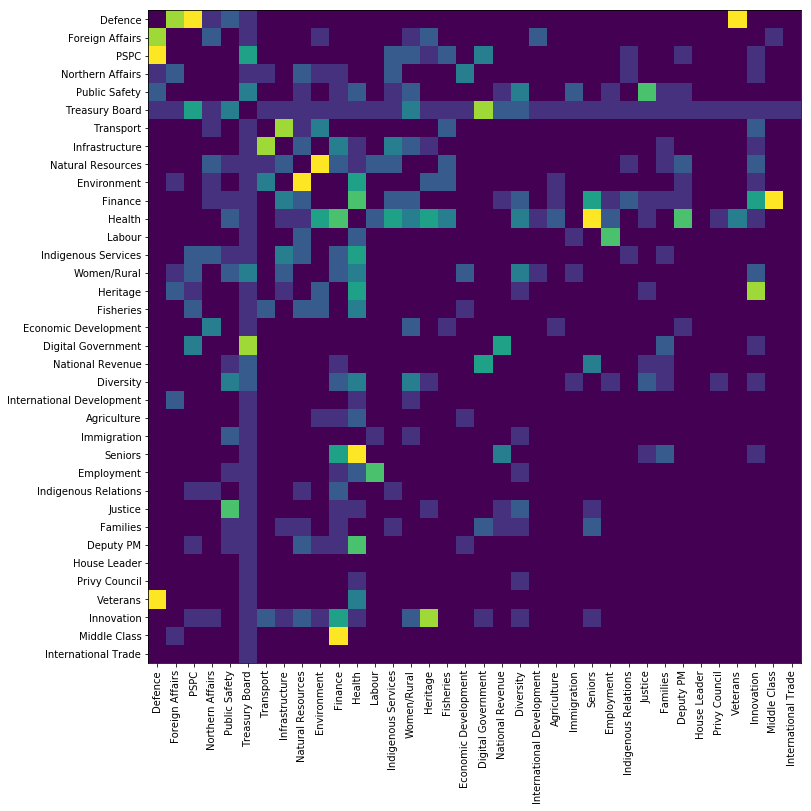 Defence
Foreign Affairs
PSPC
Northern Affairs
Public Safety
Treasury Board
Transport
Infrastructure
Natural Resources
Environment
Finance
Health
Labour
Indigenous Services
Women/Rural
Heritage
Fisheries
Economic Development
Digital Government
National Revenue
Diversity
International Development
Agriculture
Immigration
Seniors
Employment
Indigenous Relations
Justice
Families
Deputy PM
House Leader
Privy Council
Veterans
Innovation
Middle Class
International Trade
Defence
Foreign Affairs
PSPC
Northern Affairs
Public Safety
Treasury Board
Transport
Infrastructure
Natural Resources
Environment
Finance
Health
Labour
Indigenous Services
Women/Rural
Heritage
Fisheries
Economic Development
Digital Government
National Revenue
Diversity
International Development
Agriculture
Immigration
Seniors
Employment
Indigenous Relations
Justice
Families
Deputy PM
House Leader
Privy Council
Veterans
Innovation
Middle Class
International Trade